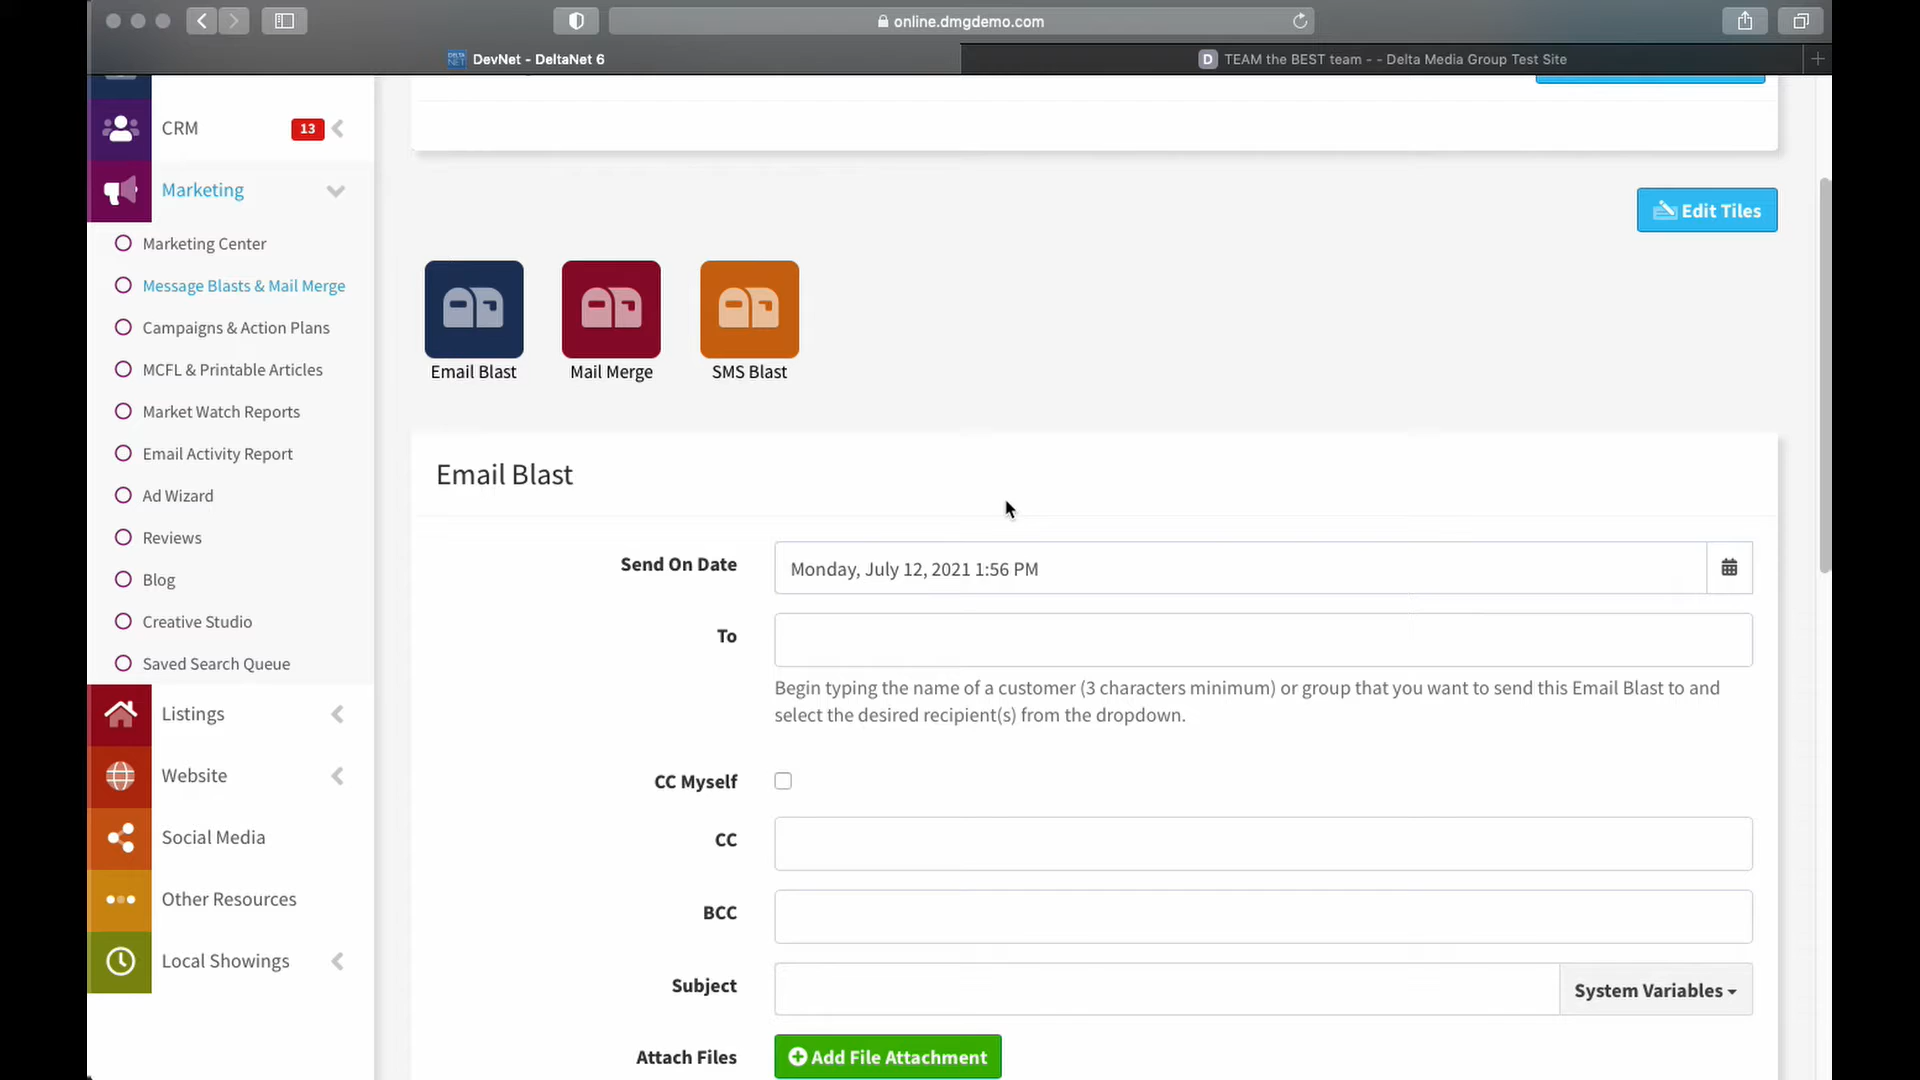 online.dmgdemo.com
DELTA NET
DevNet - DeltaNet 6
D
TEAM the BEST team - - Delta Media Group Test Site
CRM
13
Marketing
Marketing Center
Message Blasts & Mail Merge
Campaigns & Action Plans
MCFL & Printable Articles
Market Watch Reports
Email Activity Report
Ad Wizard
Reviews
Blog
Creative Studio
Saved Search Queue
Listings
Website
Social Media
Other Resources
Local Showings
Edit Tiles
Email Blast
Mail Merge
SMS Blast
Email Blast
Send On Date
Monday, July 12, 2021 1:56 PM
To
Begin typing the name of a customer (3 characters minimum) or group that you want to send this Email Blast to and
select the desired recipient(s) from the dropdown.
CC Myself
CC
BCC
Subject
System Variables
Attach Files
Add File Attachment